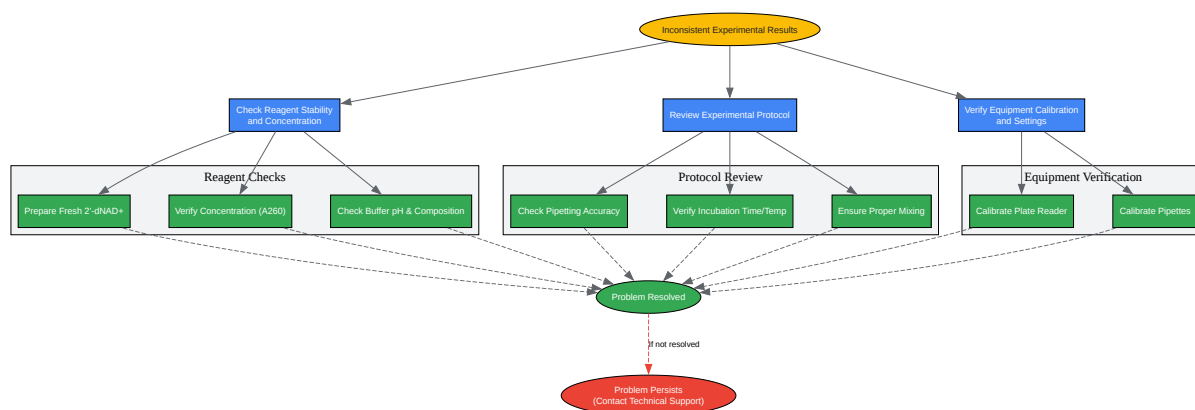 Inconsistent Experimental Results
Check Reagent Stability
and Concentration
Review Experimental Protocol
Verify Equipment Calibration
and Settings
Reagent Checks
Protocol Review
Equipment Verification
Prepare Fresh 2'-dNAD+
Verify Concentration (A260)
Check Buffer pH & Composition
Check Pipetting Accuracy
Verify Incubation Time/Temp
Ensure Proper Mixing
Calibrate Plate Reader
Calibrate Pipettes
Problem Resolved
If not resolved
Problem Persists
(Contact Technical Support)